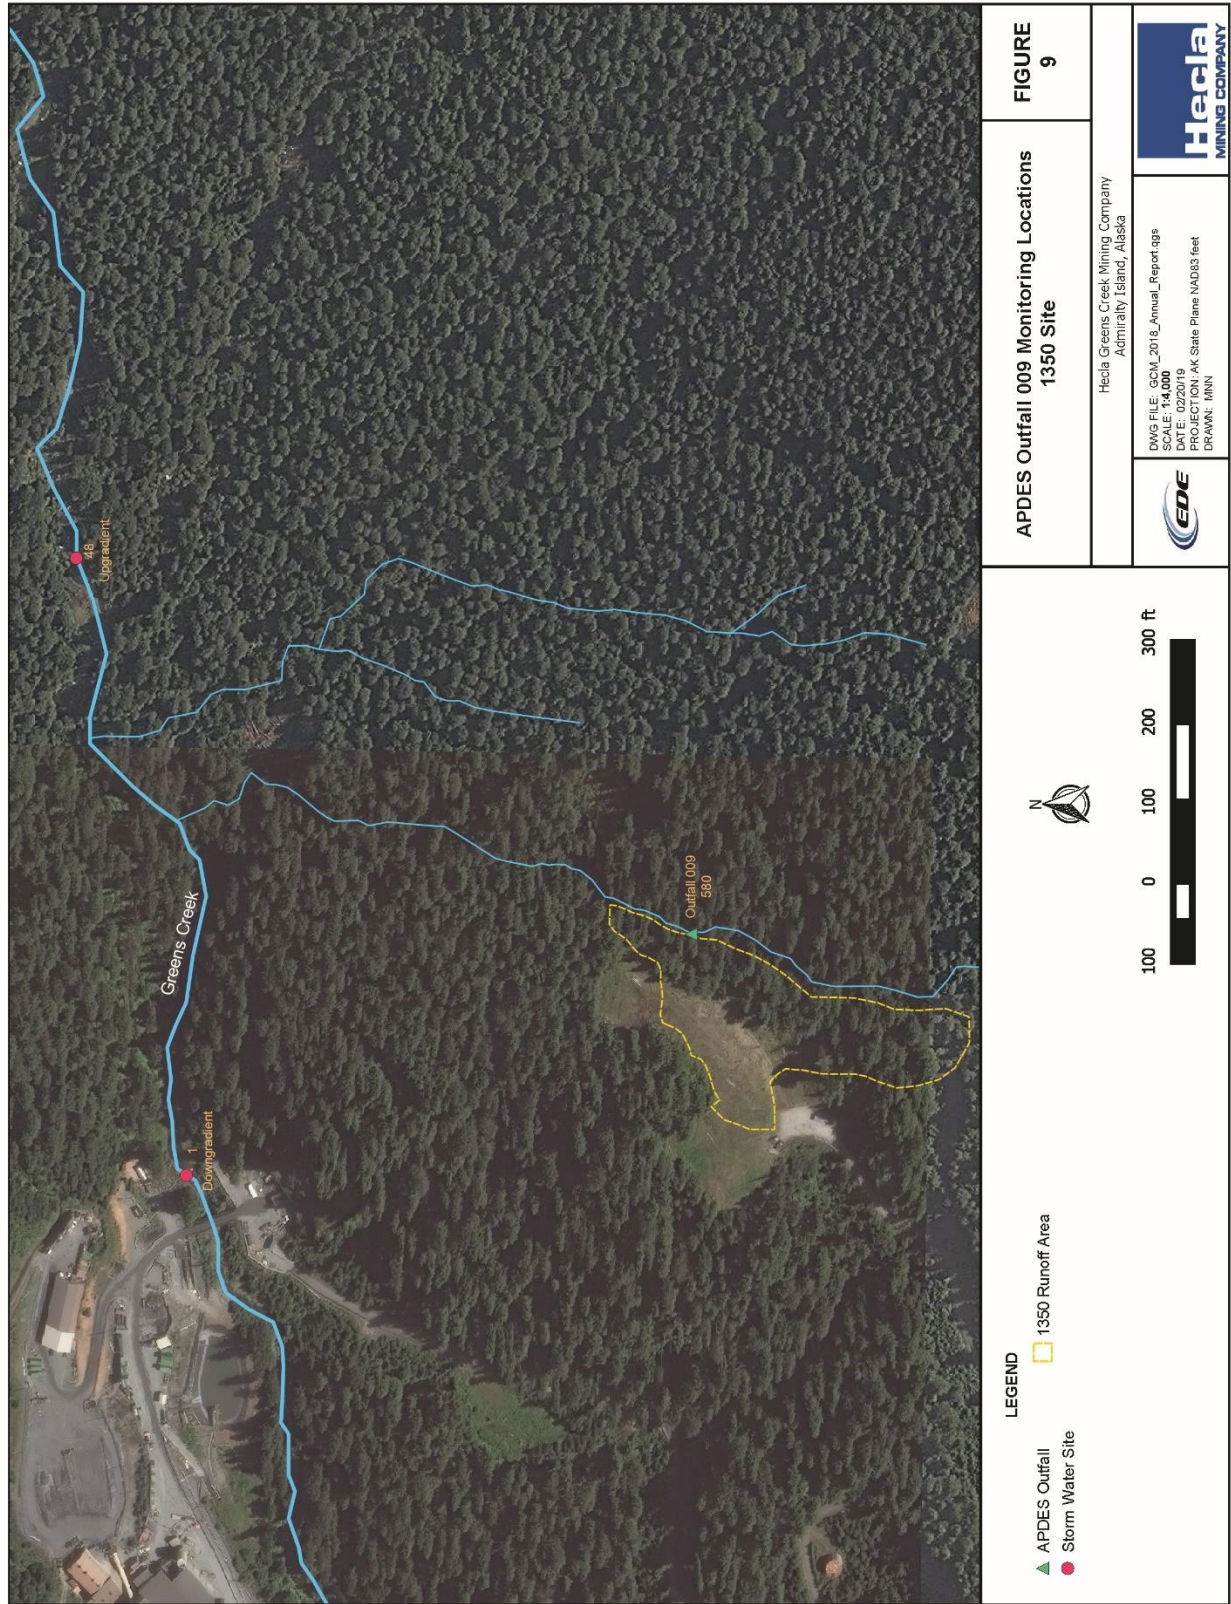 48
Upgradient
Greens Creek
1
Downgradient
Outfall 009
580
LEGEND
APDES Outfall
Storm Water Site
1350 Runoff Area
N
100 0 100 200 300 ft
APDES Outfall 009 Monitoring Locations
1350 Site
FIGURE
9
Hecla Greens Creek Mining Company
Admiralty Island, Alaska
EDE
DWG FILE: GCM_2018_Annual_Report.qgs
SCALE: 1:4,000
DATE: 02/20/19
PROJECTION: AK State Plane NAD83 feet
DRAWN: MNN
Hecla
MINING COMPANY